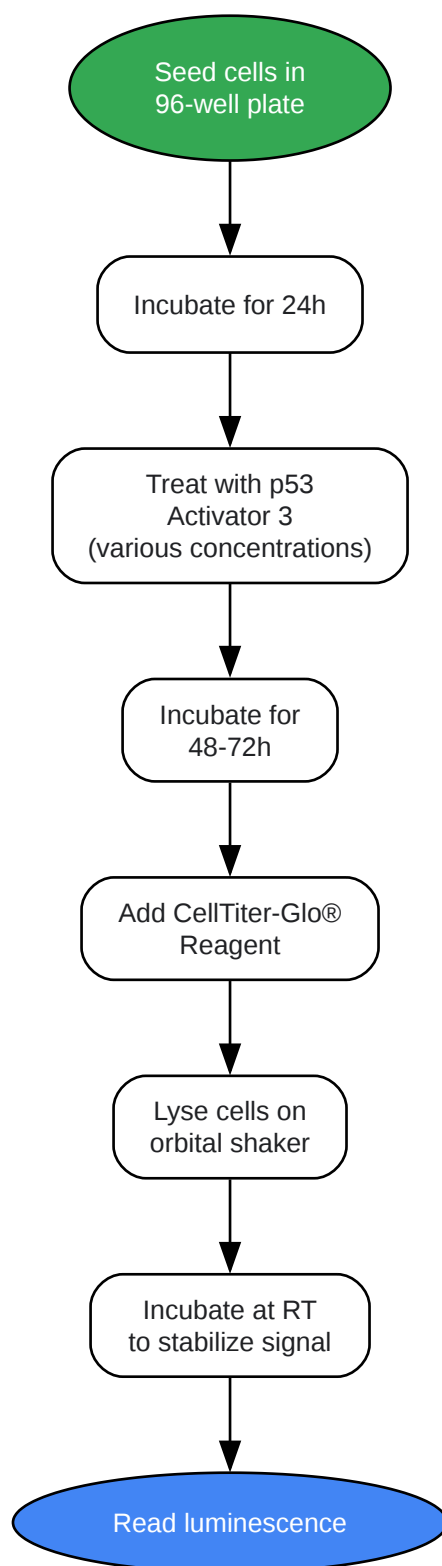 Seed cells in
96-well plate
Incubate for 24h
Treat with p53
Activator 3
(various concentrations)
Incubate for
48-72h
Add CellTiter-Glo®
Reagent
Lyse cells on
orbital shaker
Incubate at RT
to stabilize signal
Read luminescence